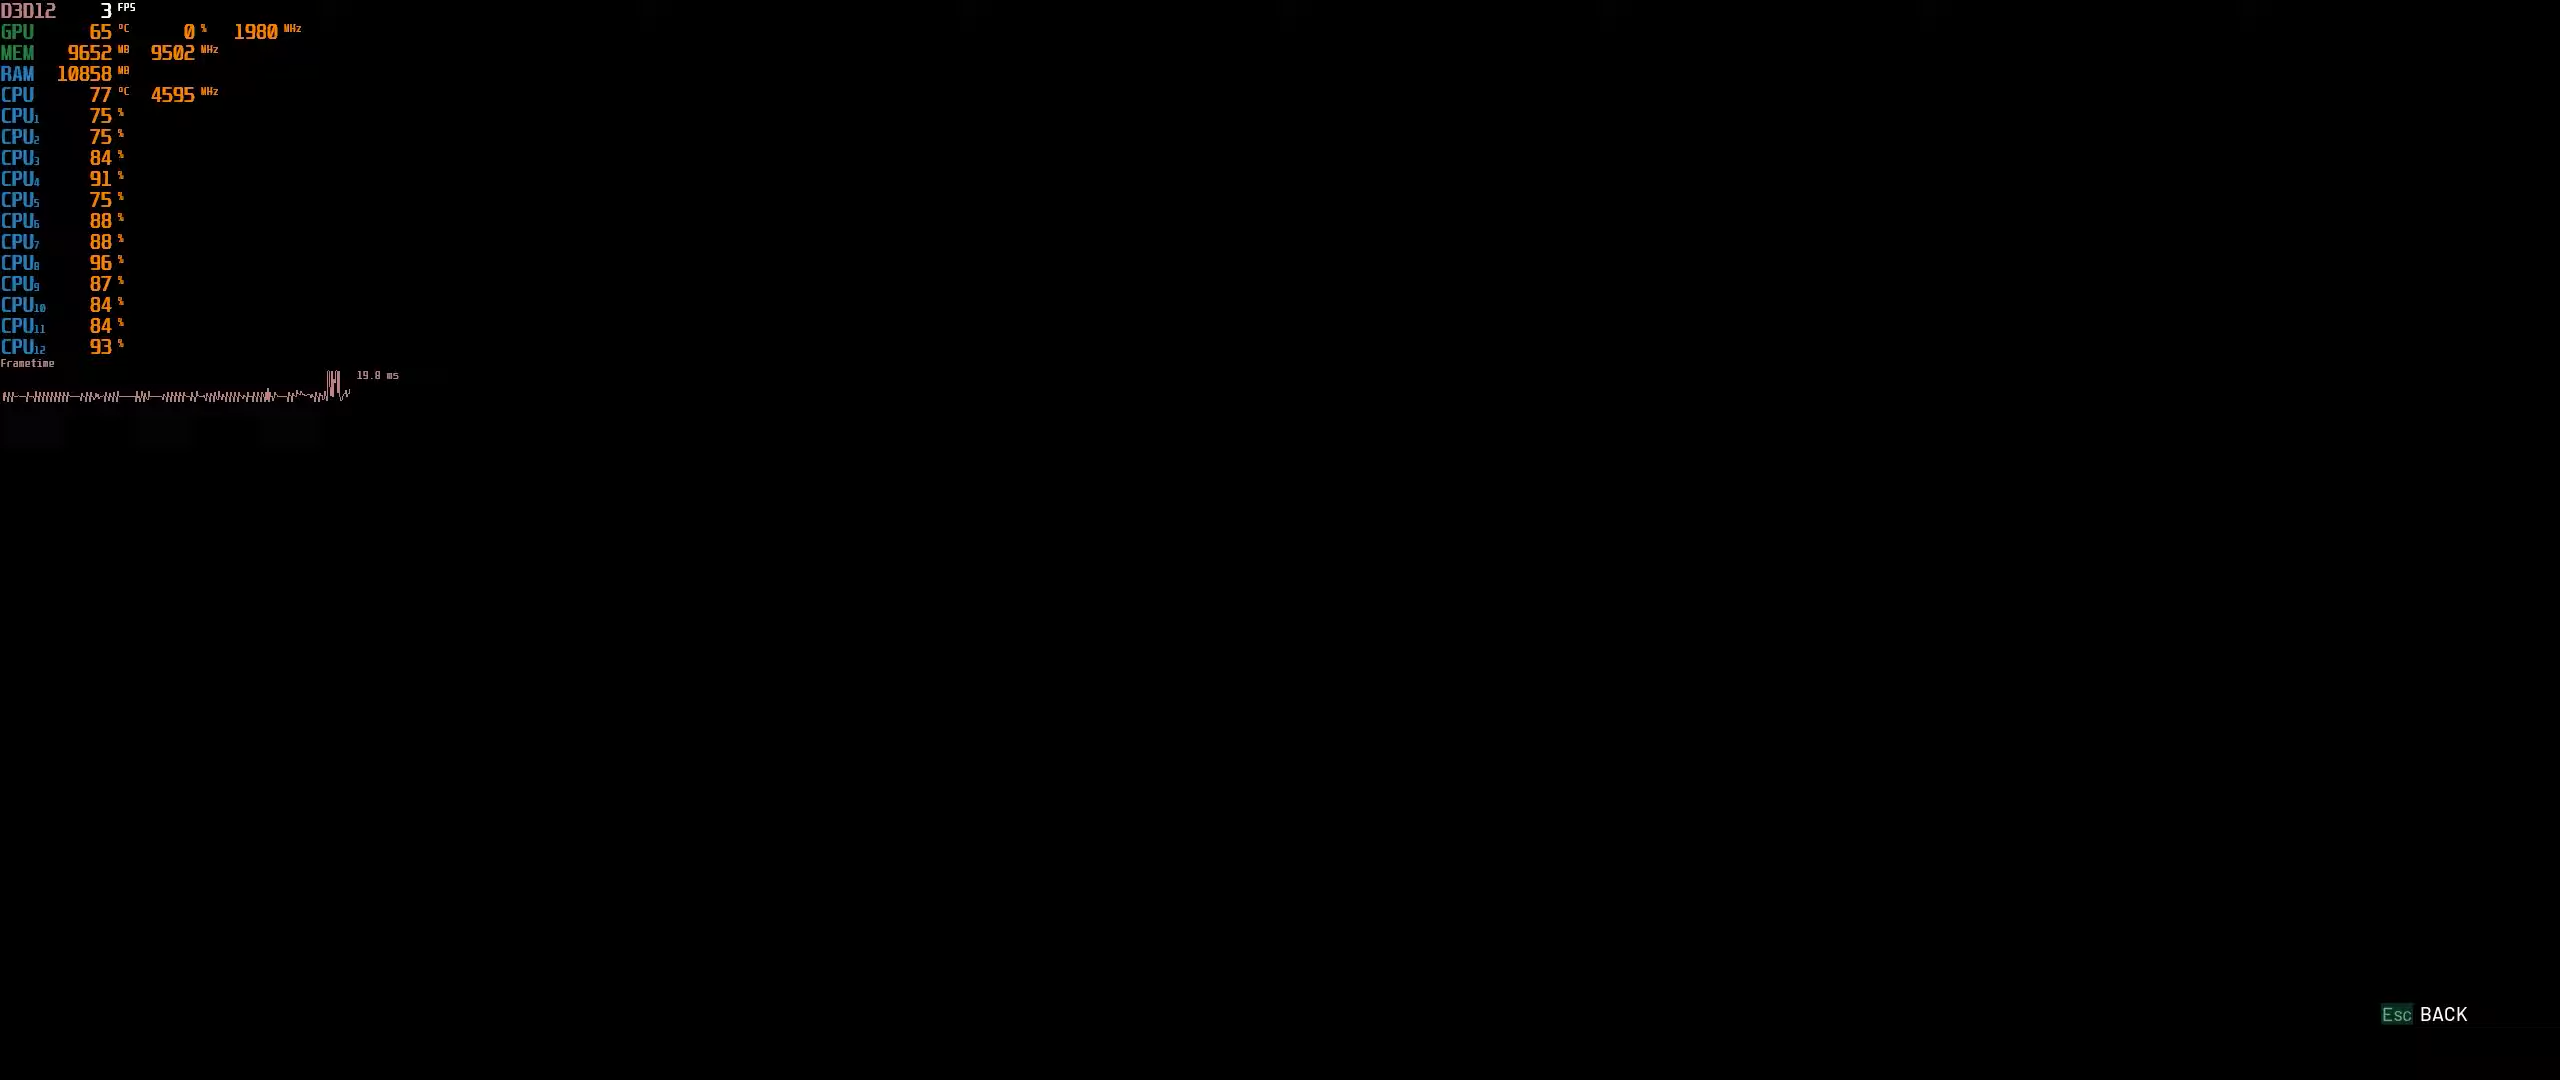 D3D12 3 FPS
GPU 65 °C 0 % 1980 MHz
MEM 9652 MB 9502 MHz
RAM 10858 MB
CPU 77 °C 4595 MHz
CPU1 75 %
CPU2 75 %
CPU3 84 %
CPU4 91 %
CPU5 75 %
CPU6 88 %
CPU7 88 %
CPU8 96 %
CPU9 87 %
CPU10 84 %
CPU11 84 %
CPU12 93 %
Frametime
19.8 ms
Esc BACK